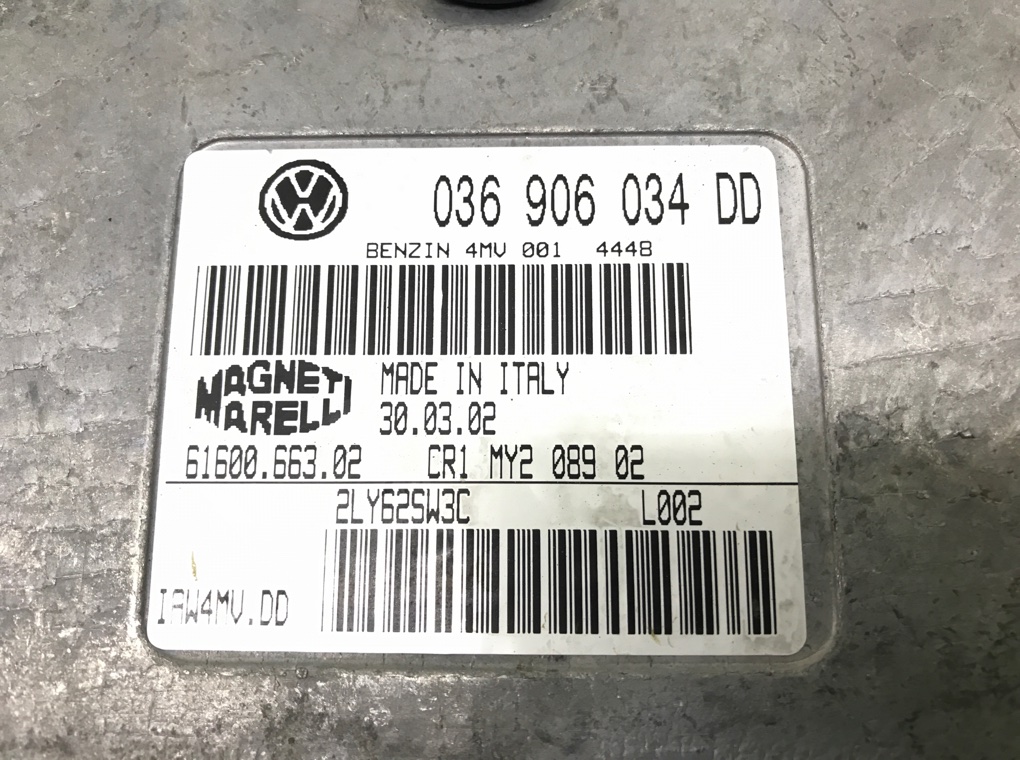 036 906 034 DD
BENZIN 4MV 001 4448
MAGNETI
MARELLI
MADE IN ITALY
30.03.02
61600.663.02 CR1 MY2 089 02
2LY62SW3C L002
IAW4MV.DD